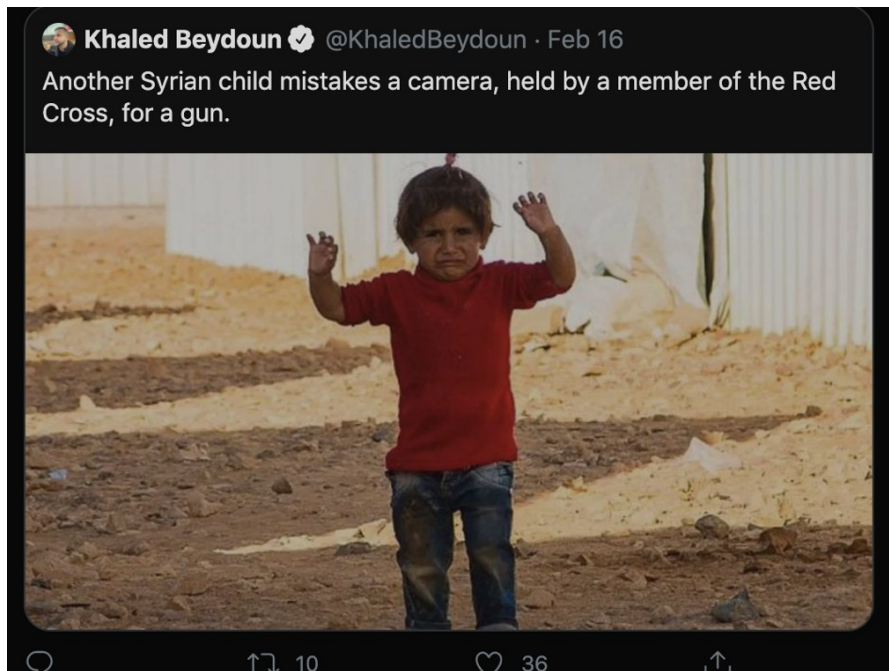 Khaled Beydoun @KhaledBeydoun · Feb 16
Another Syrian child mistakes a camera, held by a member of the Red
Cross, for a gun.
10 36